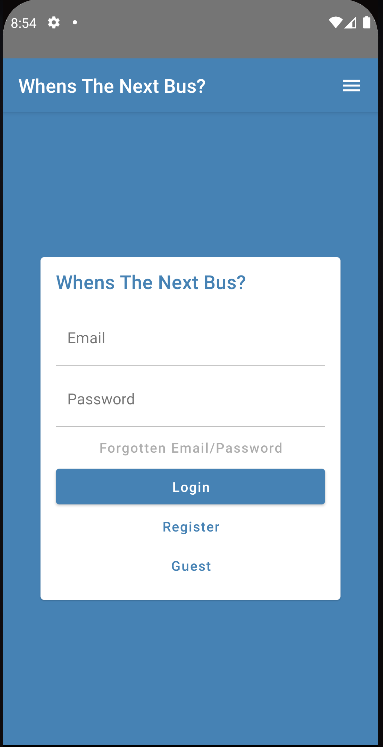 8:54
Whens The Next Bus?
Whens The Next Bus?
Email
Password
Forgotten Email/Password
Login
Register
Guest